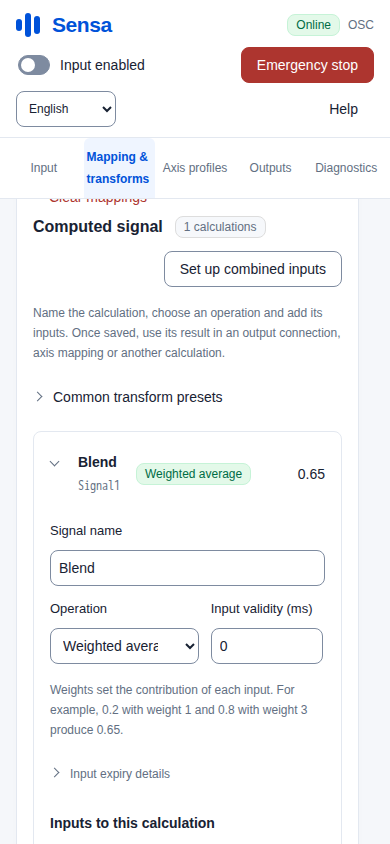 Sensa
Online OSC
Input enabled
Emergency stop
English
Help
Input
Mapping &
transforms
Axis profiles
Outputs
Diagnostics
Clear mappings
Computed signal
1 calculations
Set up combined inputs
Name the calculation, choose an operation and add its
inputs. Once saved, use its result in an output connection,
axis mapping or another calculation.
Common transform presets
Blend
Signal1
Weighted average
0.65
Signal name
Blend
Operation
Input validity (ms)
Weighted avera
0
Weights set the contribution of each input. For
example, 0.2 with weight 1 and 0.8 with weight 3
produce 0.65.
Input expiry details
Inputs to this calculation